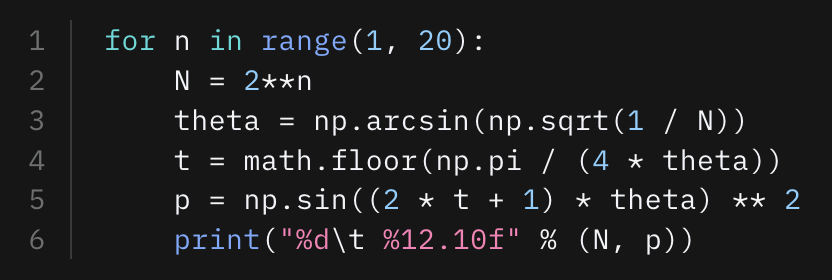 1 for n in range(1, 20):
2     N = 2**n
3     theta = np.arcsin(np.sqrt(1 / N))
4     t = math.floor(np.pi / (4 * theta))
5     p = np.sin((2 * t + 1) * theta) ** 2
6     print("%d\t %12.10f" % (N, p))